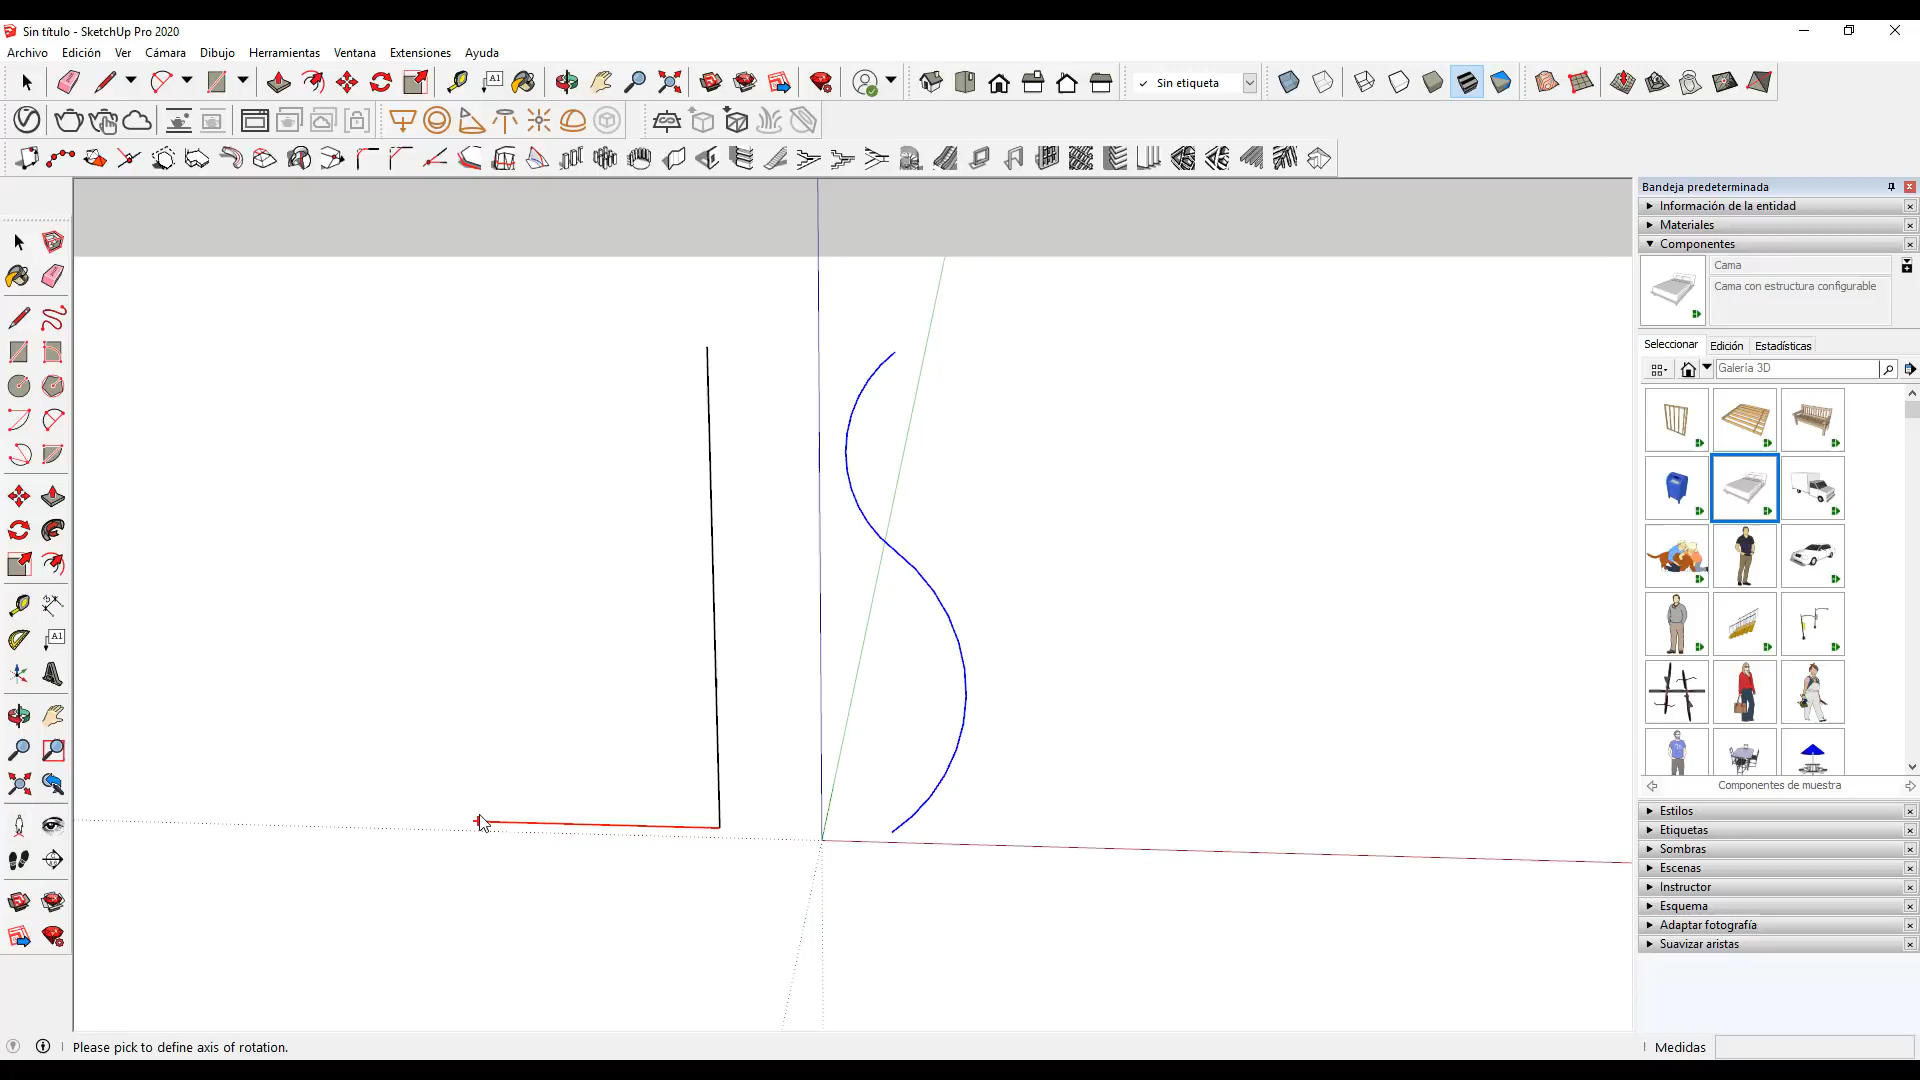 Sin título - SketchUp Pro 2020
Archivo Edición Ver Cámara Dibujo Herramientas Ventana Extensiones Ayuda
A1
✓ Sin etiqueta
Bandeja predeterminada
Información de la entidad
Materiales
Componentes
Cama
Cama con estructura configurable
Seleccionar Edición Estadísticas
Galería 3D
A1
Componentes de muestra
Estilos
Etiquetas
Sombras
Escenas
Instructor
Esquema
Adaptar fotografía
Suavizar aristas
Please pick to define axis of rotation.
Medidas